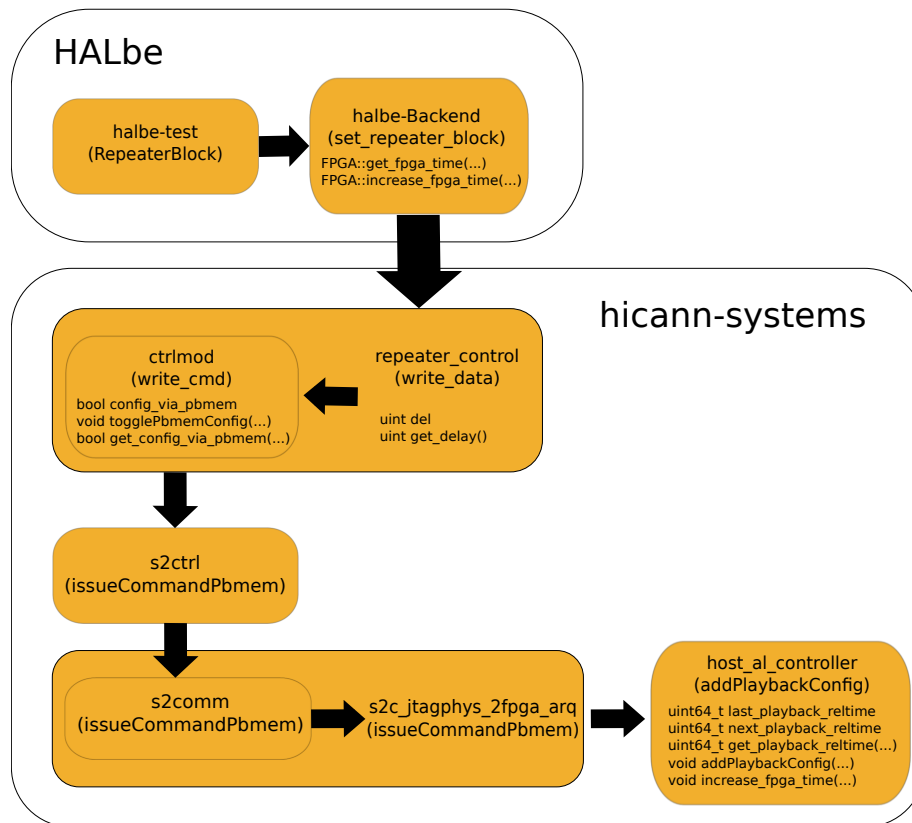 HALbe
halbe-test
(RepeaterBlock)
halbe-Backend
(set_repeater_block)
FPGA::get_fpga_time(...)
FPGA::increase_fpga_time(...)
hicann-systems
ctrlmod
(write_cmd)
bool config_via_pbmem
void togglePbmemConfig(...)
bool get_config_via_pbmem(...)
repeater_control
(write_data)
uint del
uint get_delay()
s2ctrl
(issueCommandPbmem)
s2comm
(issueCommandPbmem)
s2c_jtagphys_2fpga_arq
(issueCommandPbmem)
host_al_controller
(addPlaybackConfig)
uint64_t last_playback_reltime
uint64_t next_playback_reltime
uint64_t get_playback_reltime(...)
void addPlaybackConfig(...)
void increase_fpga_time(...)